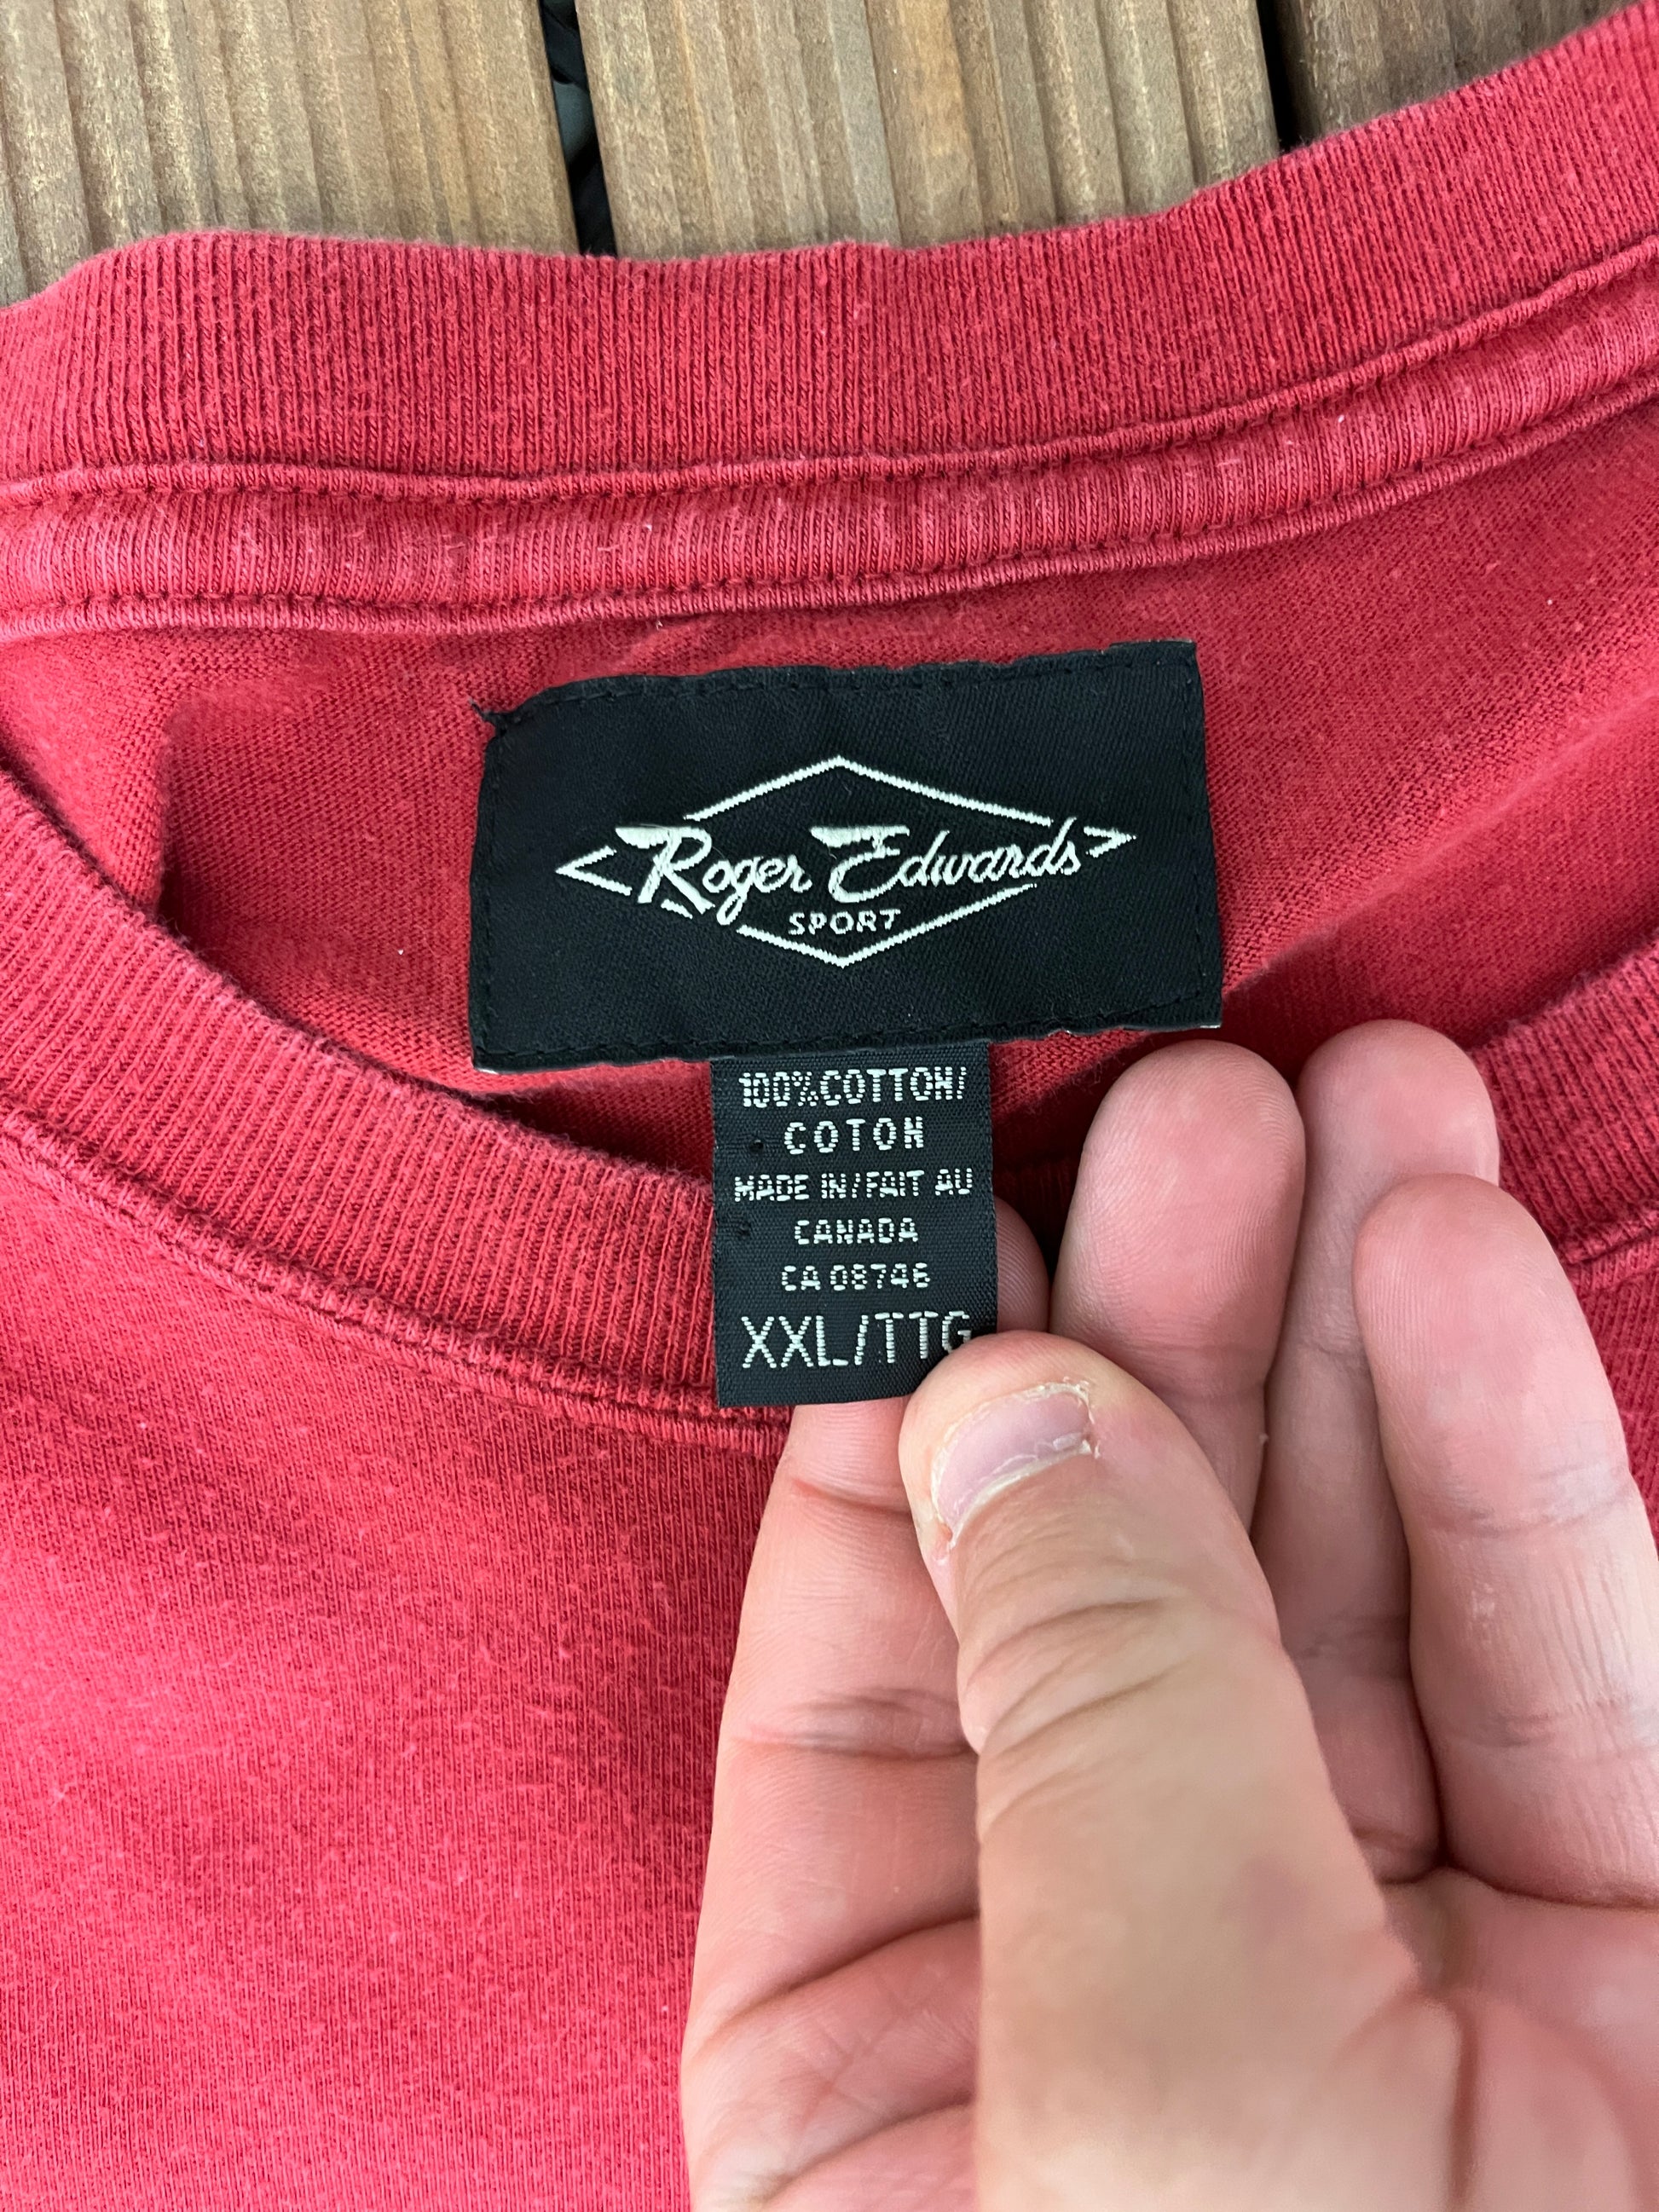 Roger Edwards
SPORT
100% COTTON/
COTON
MADE IN/FAIT AU
CANADA
CA 08746
XXL/TTG